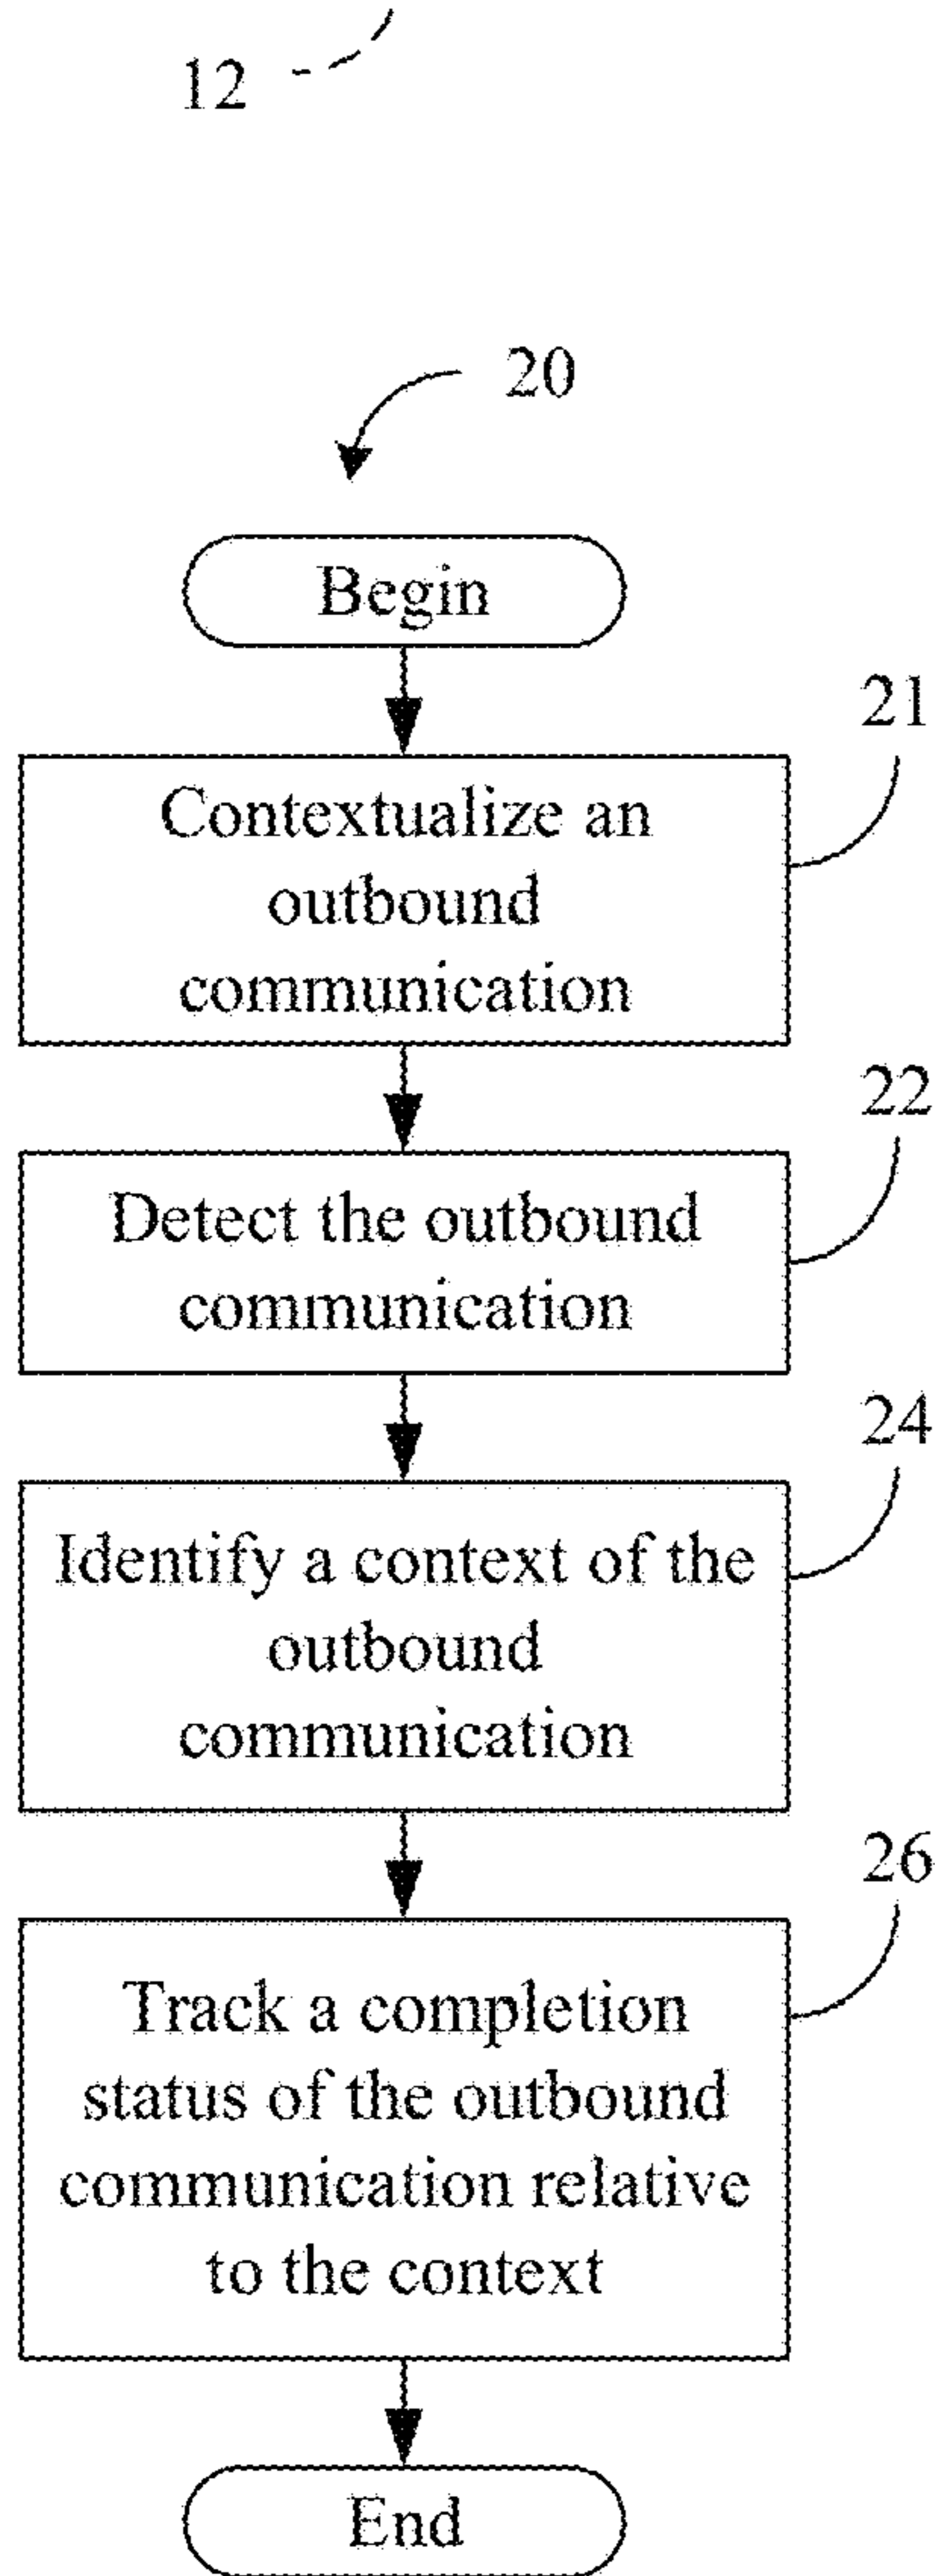 12
20
Begin
21
Contextualize an
outbound
communication
22
Detect the outbound
communication
24
Identify a context of the
outbound
communication
26
Track a completion
status of the outbound
communication relative
to the context
End